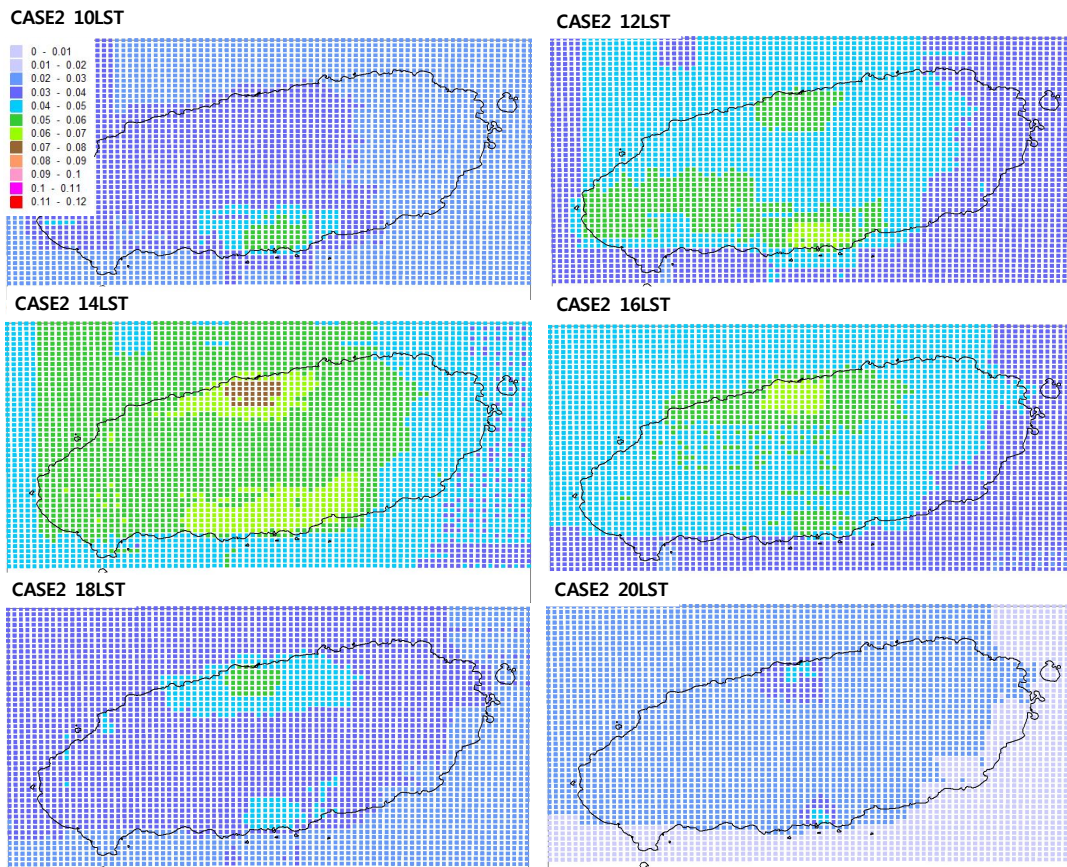 CASE2 10LST
CASE2 12LST
0 - 0.01
0.01 - 0.02
0.02 - 0.03
0.03 - 0.04
0.04 - 0.05
0.05 - 0.06
0.06 - 0.07
0.07 - 0.08
0.08 - 0.09
0.09 - 0.1
0.1 - 0.11
0.11 - 0.12
CASE2 14LST
CASE2 16LST
CASE2 18LST
CASE2 20LST